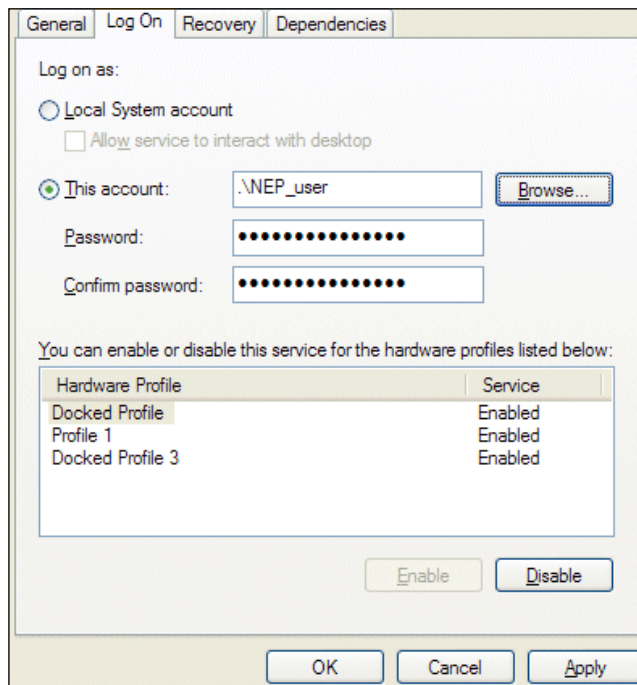 General Log On Recovery Dependencies
Log on as:
Local System account
Allow service to interact with desktop
This account: .\NEP_user Browse...
Password: •••••••••••••••
Confirm password: •••••••••••••••
You can enable or disable this service for the hardware profiles listed below:
Hardware Profile Service
Docked Profile Enabled
Profile 1 Enabled
Docked Profile 3 Enabled
Enable Disable
OK Cancel Apply